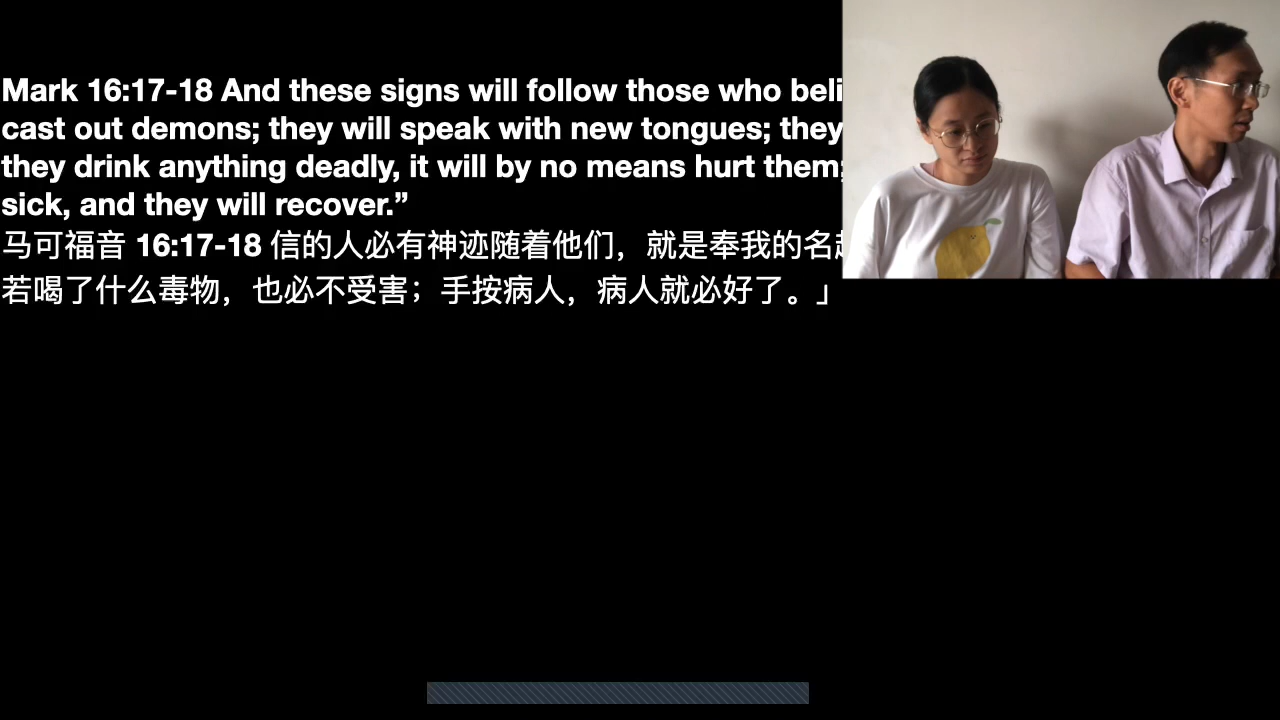 Mark 16:17-18 And these signs will follow those who
cast out demons; they will speak with new tongues; they
they drink anything deadly, it will by no means hurt them;
sick, and they will recover.”
马可福音 16:17-18 信的人必有神迹随着他们，就是奉我的名
若喝了什么毒物，也必不受害；手按病人，病人就必好了。」